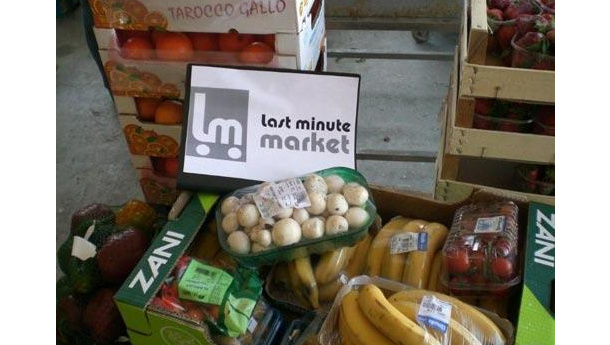 TAROCCO GALLO
lm
Last minute
market
ZANI
ZANI